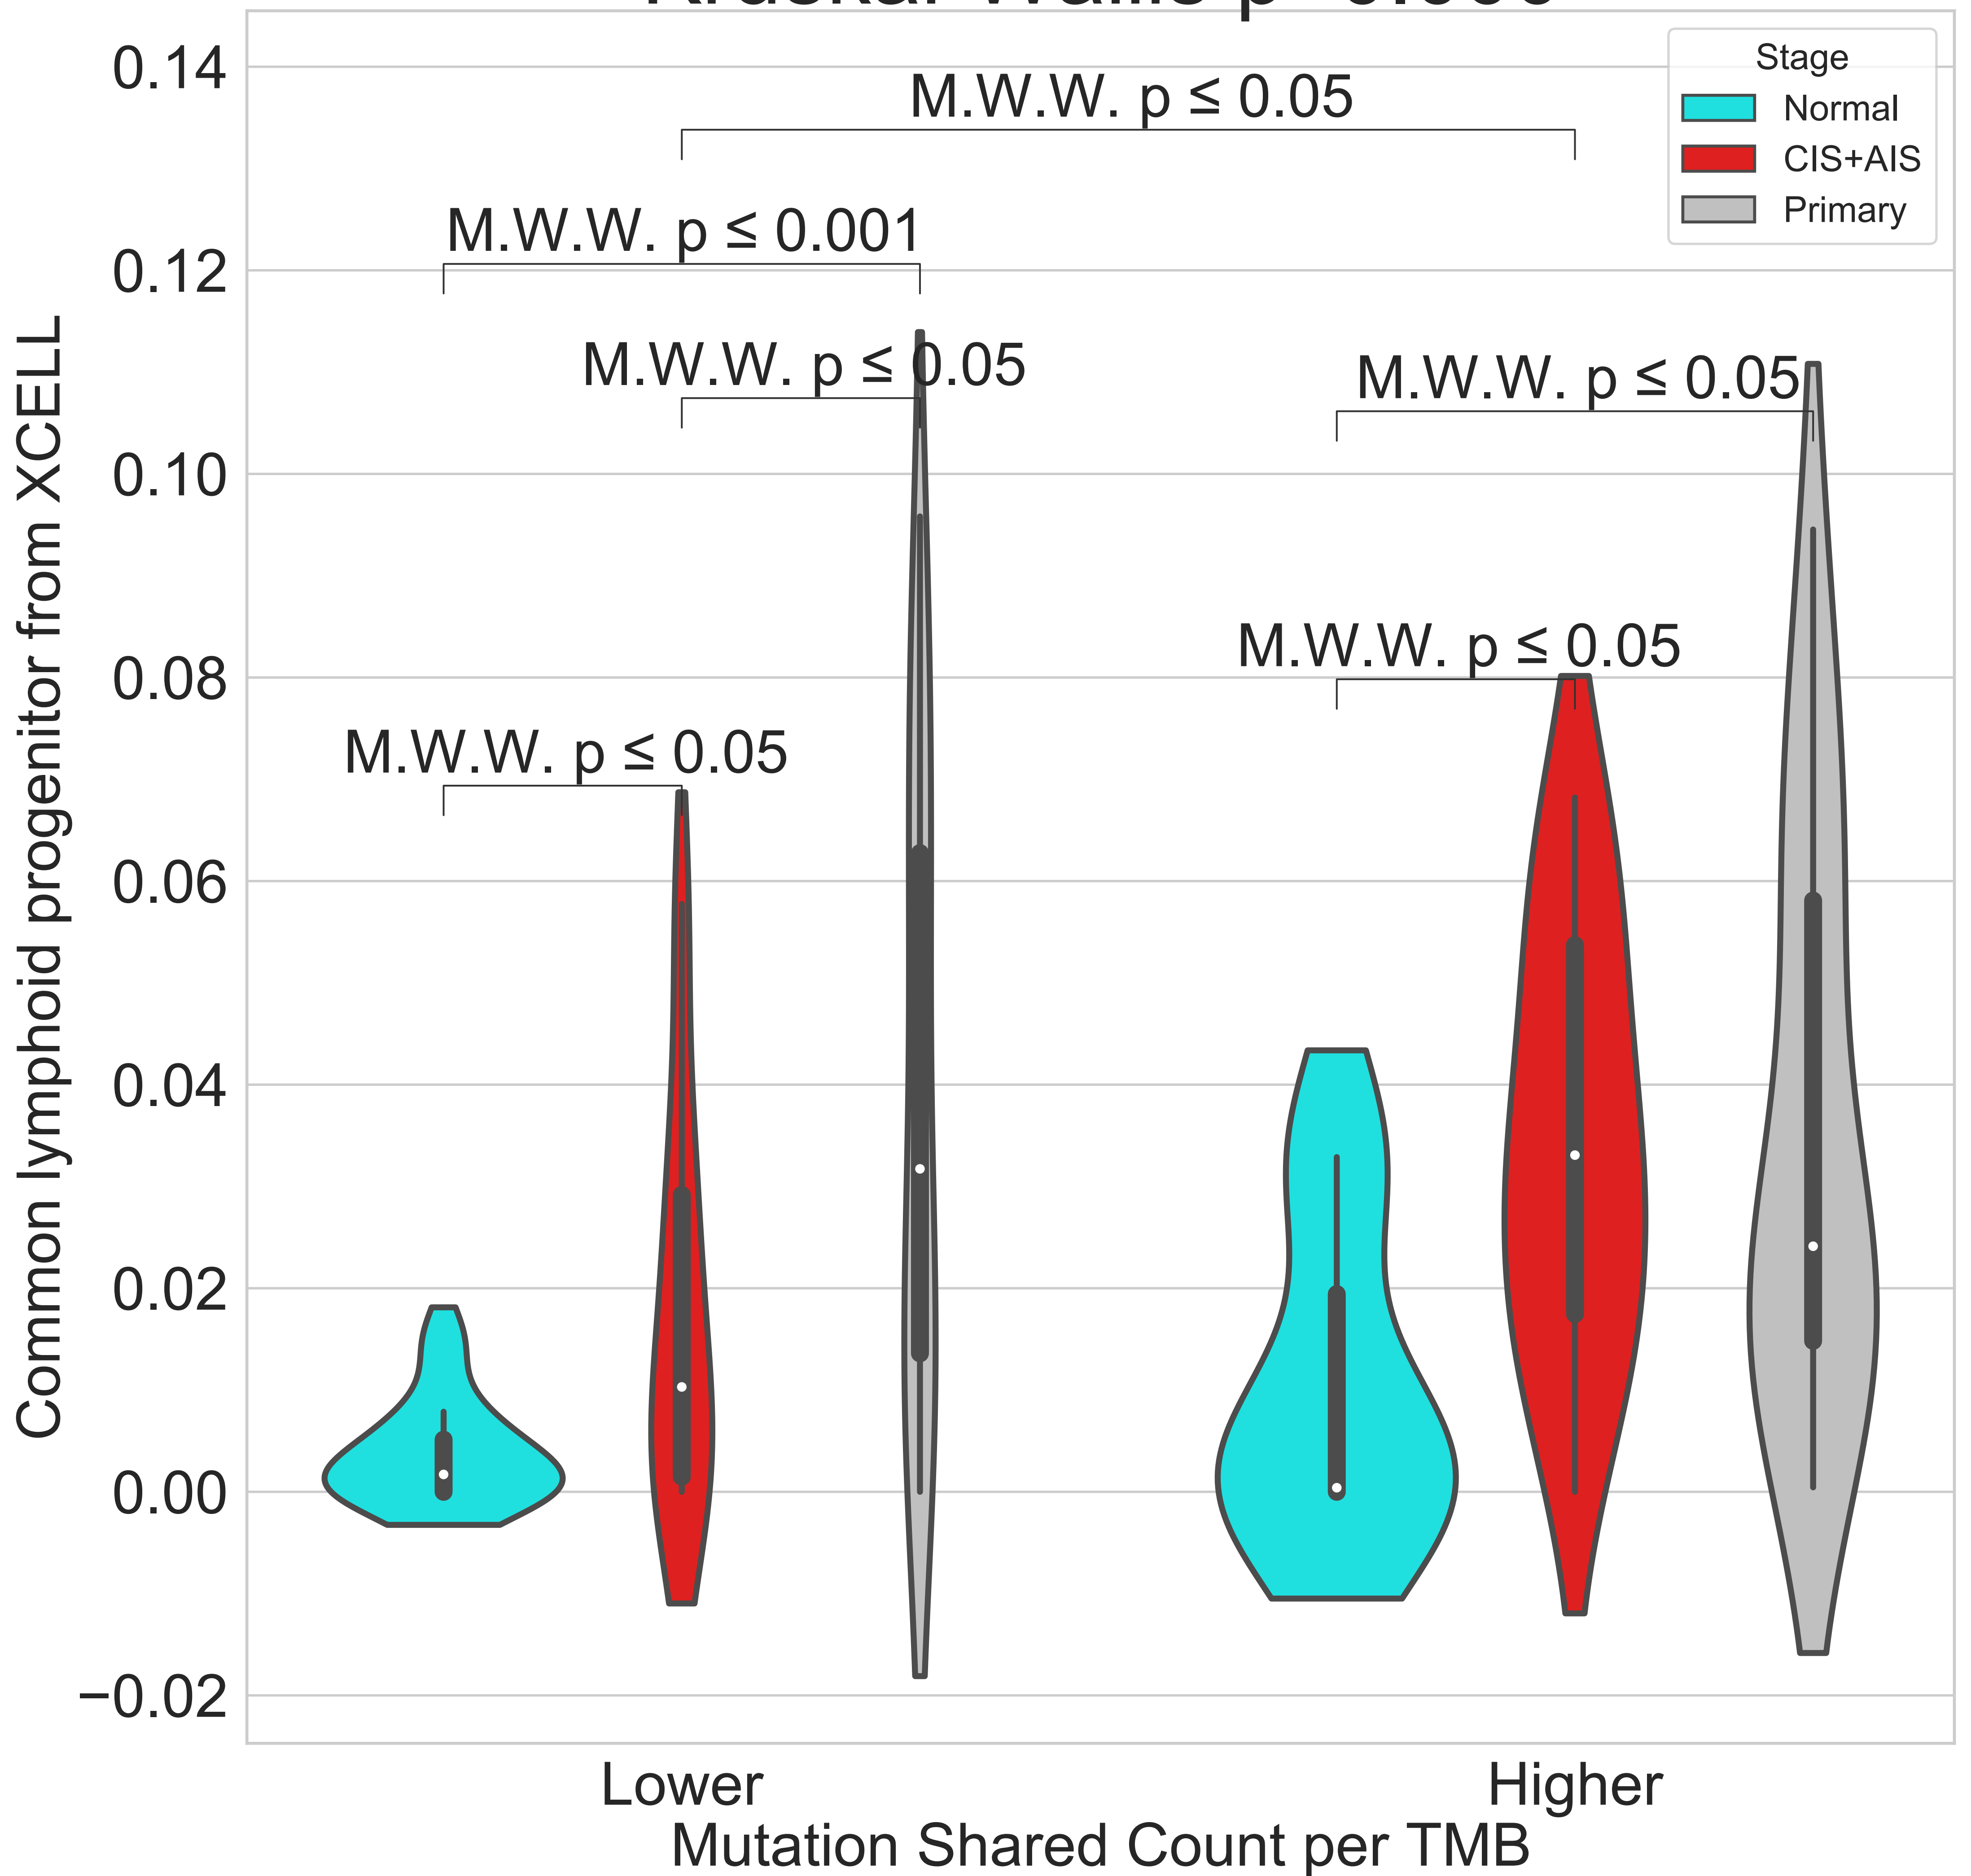 0.14
0.12
0.10
0.08
0.06
0.04
0.02
0.00
−0.02
Common lymphoid progenitor from XCELL
M.W.W. p ≤ 0.05
M.W.W. p ≤ 0.001
M.W.W. p ≤ 0.05
M.W.W. p ≤ 0.05
M.W.W. p ≤ 0.05
M.W.W. p ≤ 0.05
Stage
Normal
CIS+AIS
Primary
Lower
Higher
Mutation Shared Count per TMB